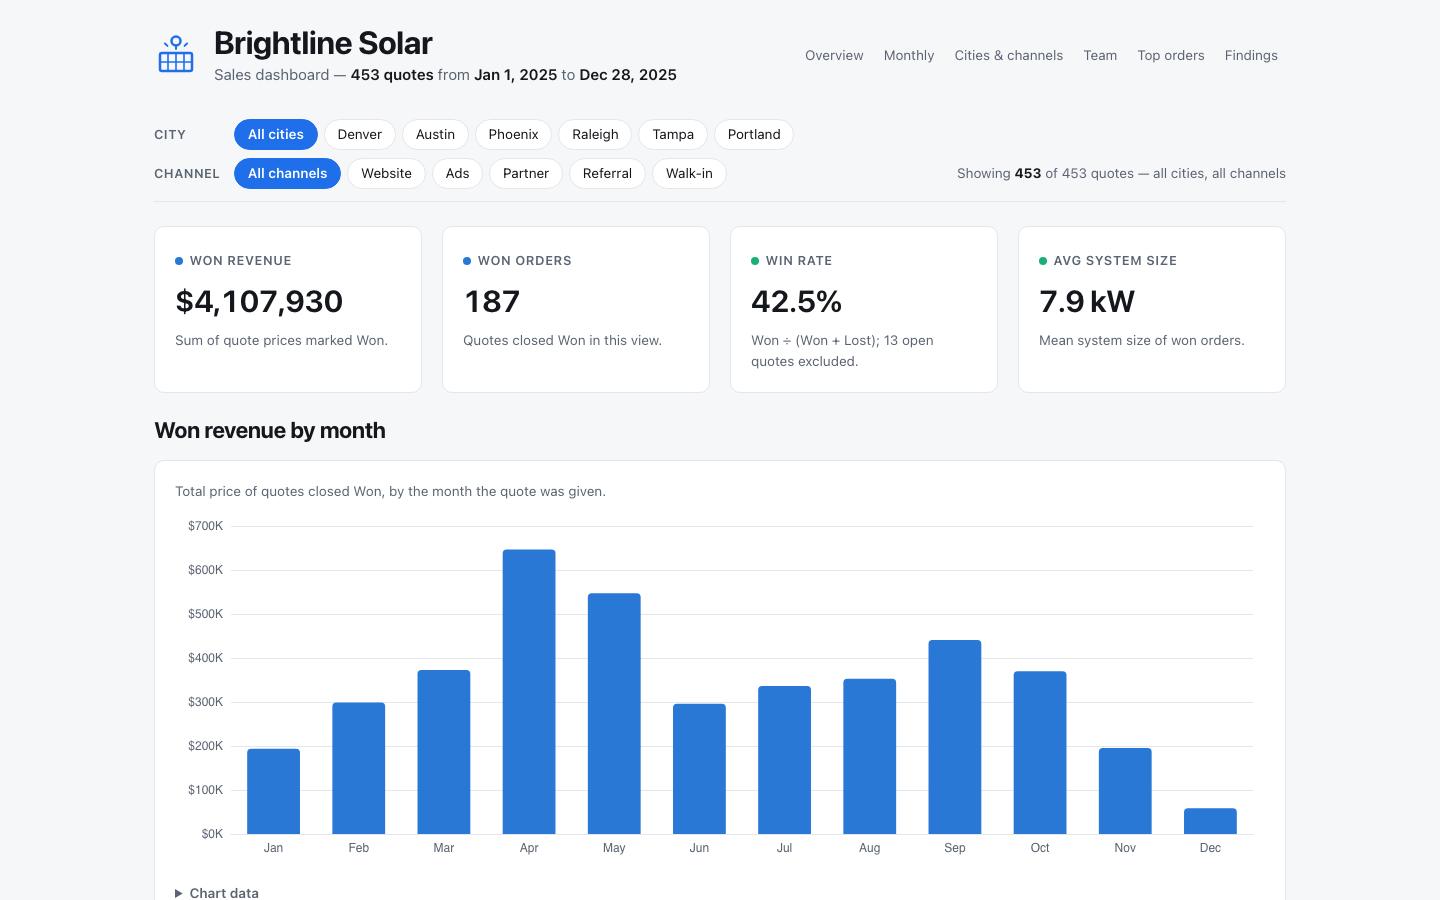 Brightline Solar
Sales dashboard — 453 quotes from Jan 1, 2025 to Dec 28, 2025
Overview Monthly Cities & channels Team Top orders Findings
CITY All cities Denver Austin Phoenix Raleigh Tampa Portland
CHANNEL All channels Website Ads Partner Referral Walk-in
Showing 453 of 453 quotes — all cities, all channels
WON REVENUE
$4,107,930
Sum of quote prices marked Won.
WON ORDERS
187
Quotes closed Won in this view.
WIN RATE
42.5%
Won ÷ (Won + Lost); 13 open
quotes excluded.
AVG SYSTEM SIZE
7.9 kW
Mean system size of won orders.
Won revenue by month
Total price of quotes closed Won, by the month the quote was given.
$700K
$600K
$500K
$400K
$300K
$200K
$100K
$0K
Jan Feb Mar Apr May Jun Jul Aug Sep Oct Nov Dec
Chart data